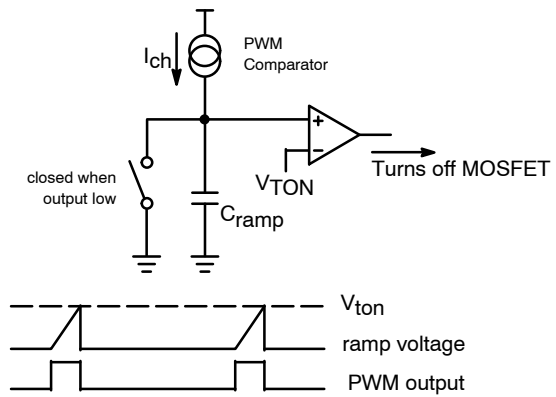 PWM
Comparator
Ich
+
−
VTON
Turns off MOSFET
closed when
output low
Cramp
Vton
ramp voltage
PWM output